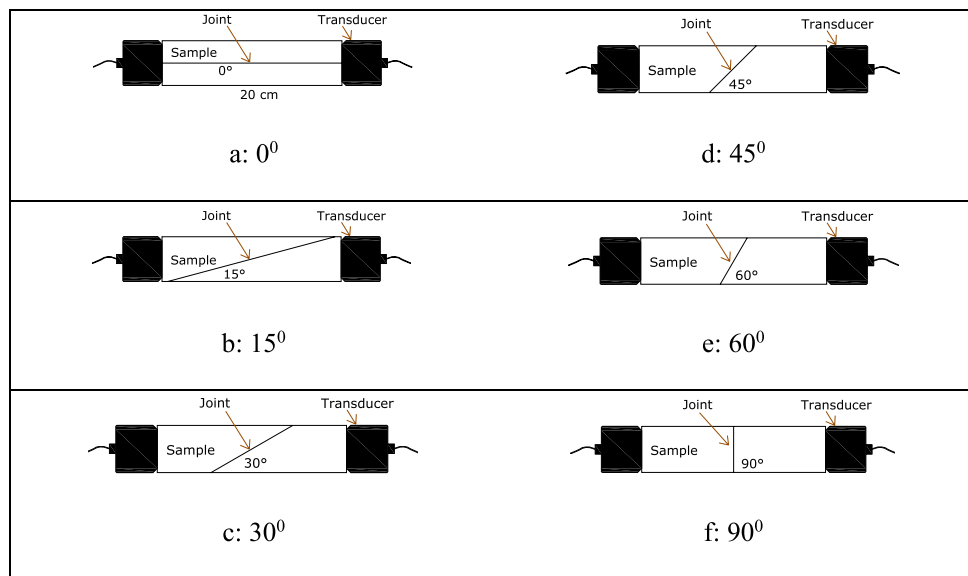 Joint Transducer
Sample
0°
20 cm
a: 0⁰
Joint Transducer
Sample
45°
d: 45⁰
Joint Transducer
Sample
15°
b: 15⁰
Joint Transducer
Sample
60°
e: 60⁰
Joint Transducer
Sample
30°
c: 30⁰
Joint Transducer
Sample
90°
f: 90⁰